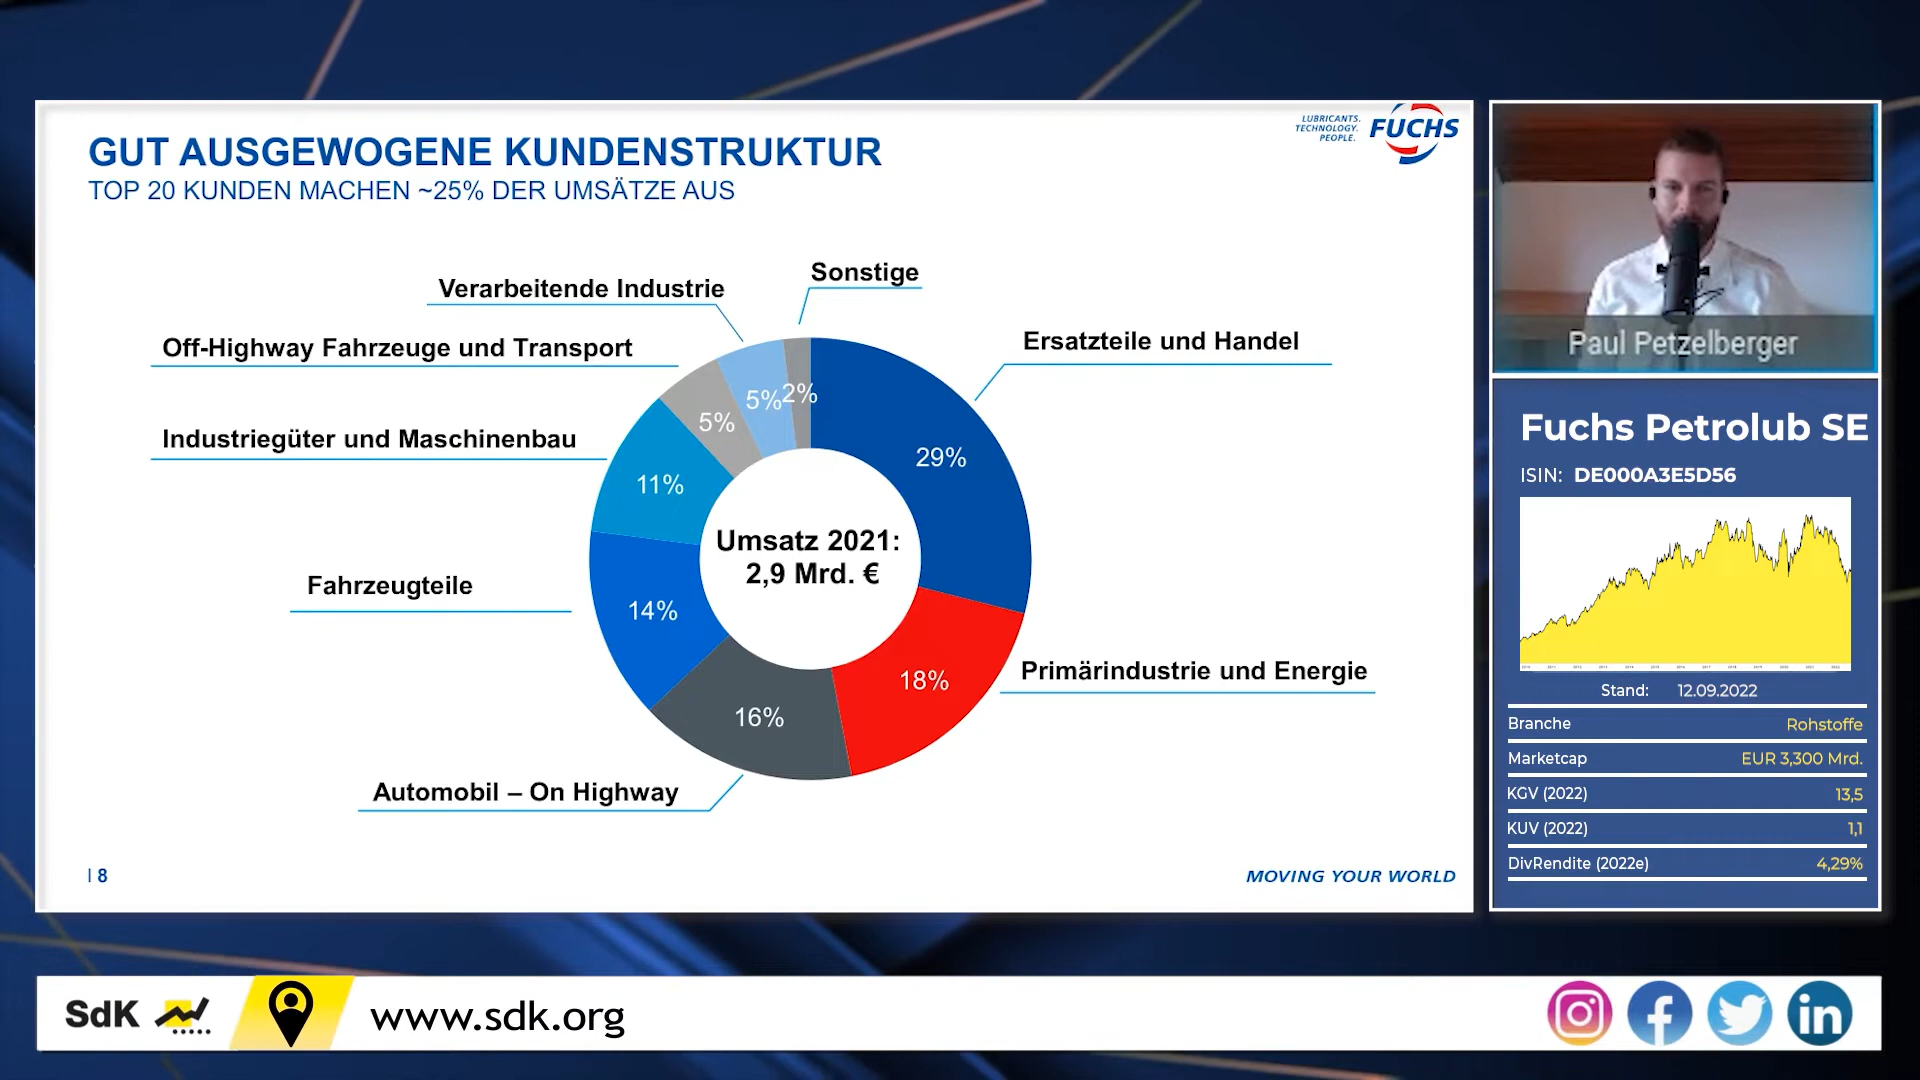 GUT AUSGEWOGENE KUNDENSTRUKTUR
TOP 20 KUNDEN MACHEN ~25% DER UMSÄTZE AUS
LUBRICANTS.
TECHNOLOGY.
PEOPLE.
FUCHS
Sonstige
Verarbeitende Industrie
Off-Highway Fahrzeuge und Transport
Ersatzteile und Handel
Industriegüter und Maschinenbau
Fahrzeugteile
Primärindustrie und Energie
Automobil – On Highway
29%
18%
16%
14%
11%
5%
5%
2%
Umsatz 2021:
2,9 Mrd. €
| 8
MOVING YOUR WORLD
Paul Petzelberger
Fuchs Petrolub SE
ISIN: DE000A3E5D56
Stand: 12.09.2022
Branche Rohstoffe
Marketcap EUR 3,300 Mrd.
KGV (2022) 13,5
KUV (2022) 1,1
DivRendite (2022e) 4,29%
SdK
www.sdk.org
f
in